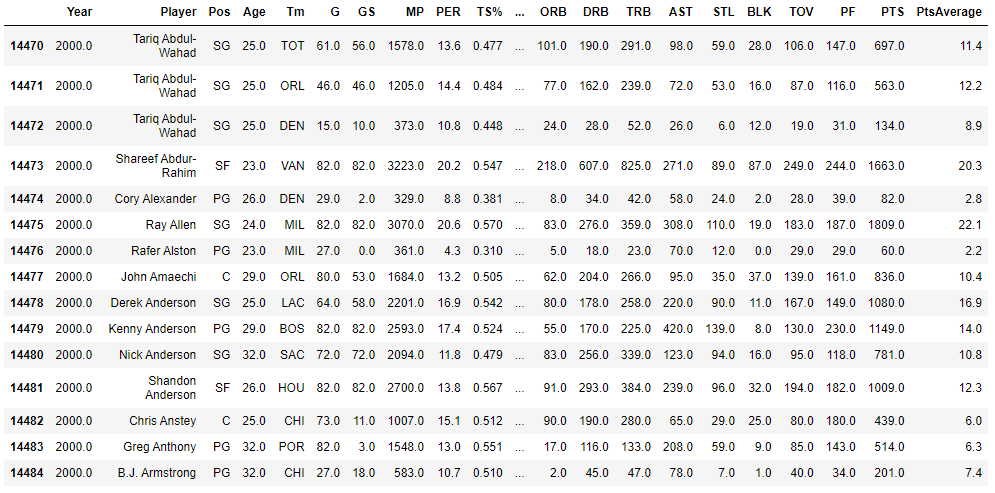 Year Player Pos Age Tm G GS MP PER TS% ... ORB DRB TRB AST STL BLK TOV PF PTS PtsAverage
14470 2000.0 Tariq Abdul-Wahad SG 25.0 TOT 61.0 56.0 1578.0 13.6 0.477 ... 101.0 190.0 291.0 98.0 59.0 28.0 106.0 147.0 697.0 11.4
14471 2000.0 Tariq Abdul-Wahad SG 25.0 ORL 46.0 46.0 1205.0 14.4 0.484 ... 77.0 162.0 239.0 72.0 53.0 16.0 87.0 116.0 563.0 12.2
14472 2000.0 Tariq Abdul-Wahad SG 25.0 DEN 15.0 10.0 373.0 10.8 0.448 ... 24.0 28.0 52.0 26.0 6.0 12.0 19.0 31.0 134.0 8.9
14473 2000.0 Shareef Abdur-Rahim SF 23.0 VAN 82.0 82.0 3223.0 20.2 0.547 ... 218.0 607.0 825.0 271.0 89.0 87.0 249.0 244.0 1663.0 20.3
14474 2000.0 Cory Alexander PG 26.0 DEN 29.0 2.0 329.0 8.8 0.381 ... 8.0 34.0 42.0 58.0 24.0 2.0 28.0 39.0 82.0 2.8
14475 2000.0 Ray Allen SG 24.0 MIL 82.0 82.0 3070.0 20.6 0.570 ... 83.0 276.0 359.0 308.0 110.0 19.0 183.0 187.0 1809.0 22.1
14476 2000.0 Rafer Alston PG 23.0 MIL 27.0 0.0 361.0 4.3 0.310 ... 5.0 18.0 23.0 70.0 12.0 0.0 29.0 29.0 60.0 2.2
14477 2000.0 John Amaechi C 29.0 ORL 80.0 53.0 1684.0 13.2 0.505 ... 62.0 204.0 266.0 95.0 35.0 37.0 139.0 161.0 836.0 10.4
14478 2000.0 Derek Anderson SG 25.0 LAC 64.0 58.0 2201.0 16.9 0.542 ... 80.0 178.0 258.0 220.0 90.0 11.0 167.0 149.0 1080.0 16.9
14479 2000.0 Kenny Anderson PG 29.0 BOS 82.0 82.0 2593.0 17.4 0.524 ... 55.0 170.0 225.0 420.0 139.0 8.0 130.0 230.0 1149.0 14.0
14480 2000.0 Nick Anderson SG 32.0 SAC 72.0 72.0 2094.0 11.8 0.479 ... 83.0 256.0 339.0 123.0 94.0 16.0 95.0 118.0 781.0 10.8
14481 2000.0 Shandon Anderson SF 26.0 HOU 82.0 82.0 2700.0 13.8 0.567 ... 91.0 293.0 384.0 239.0 96.0 32.0 194.0 182.0 1009.0 12.3
14482 2000.0 Chris Anstey C 25.0 CHI 73.0 11.0 1007.0 15.1 0.512 ... 90.0 190.0 280.0 65.0 29.0 25.0 80.0 180.0 439.0 6.0
14483 2000.0 Greg Anthony PG 32.0 POR 82.0 3.0 1548.0 13.0 0.551 ... 17.0 116.0 133.0 208.0 59.0 9.0 85.0 143.0 514.0 6.3
14484 2000.0 B.J. Armstrong PG 32.0 CHI 27.0 18.0 583.0 10.7 0.510 ... 2.0 45.0 47.0 78.0 7.0 1.0 40.0 34.0 201.0 7.4